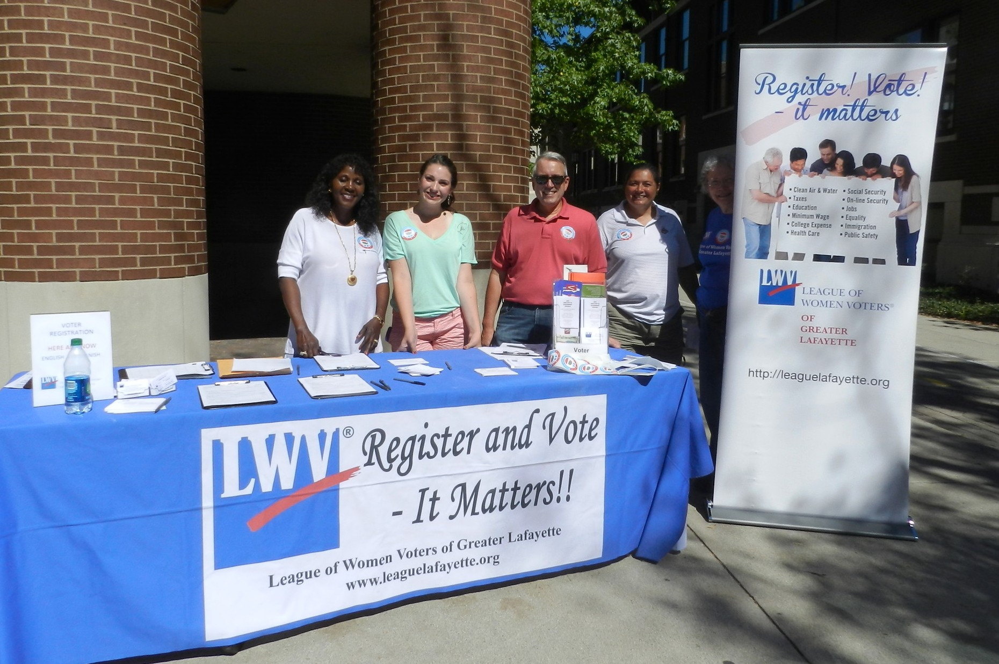 VOTER
REGISTRATION
HERE NOW
ENGLISH
LWV
LWV®
Register and Vote
- It Matters!!
League of Women Voters of Greater Lafayette
www.leaguelafayette.org
Voter
Register! Vote!
- it matters
• Clean Air & Water
• Taxes
• Education
• Minimum Wage
• College Expense
• Health Care
• Social Security
• On-line Security
• Jobs
• Equality
• Immigration
• Public Safety
LWV
LEAGUE OF
WOMEN VOTERS®
OF
GREATER
LAFAYETTE
http://leaguelafayette.org